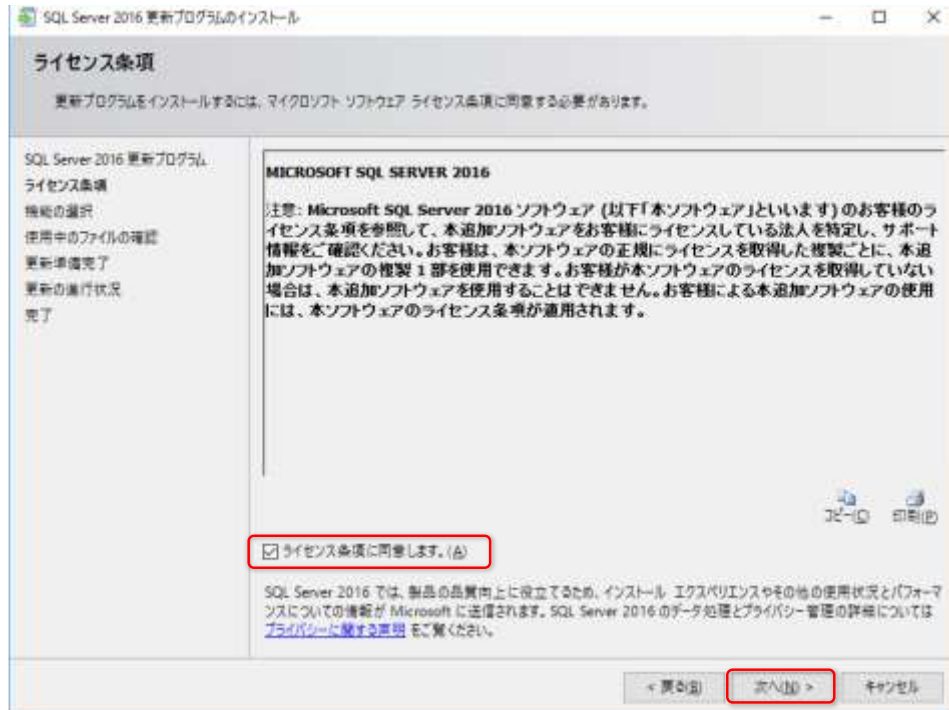 SQL Server 2016 更新プログラムのインストール
ライセンス条項
更新プログラムをインストールするには、マイクロソフト ソフトウェア ライセンス条項に同意する必要があります。
SQL Server 2016 更新プログラム
ライセンス条項
機能の選択
使用中のファイルの確認
更新準備完了
更新の進行状況
完了
MICROSOFT SQL SERVER 2016
注意: Microsoft SQL Server 2016 ソフトウェア (以下「本ソフトウェア」といいます) のお客様のラ
イセンス条項を参照して、本追加ソフトウェアをお客様にライセンスしている法人を特定し、サポート
情報をご確認ください。お客様は、本ソフトウェアの正規にライセンスを取得した複製ごとに、本追
加ソフトウェアの複製 1 部を使用できます。お客様が本ソフトウェアのライセンスを取得していない
場合は、本追加ソフトウェアを使用することはできません。お客様による本追加ソフトウェアの使用
には、本ソフトウェアのライセンス条項が適用されます。
コピー(C) 印刷(P)
ライセンス条項に同意します。(A)
SQL Server 2016 では、製品の品質向上に役立てるため、インストール エクスペリエンスやその他の使用状況とパフォーマ
ンスについての情報が Microsoft に送信されます。SQL Server 2016 のデータ処理とプライバシー管理の詳細については
プライバシーに関する声明 をご覧ください。
< 戻る(B) 次へ(N) > キャンセル